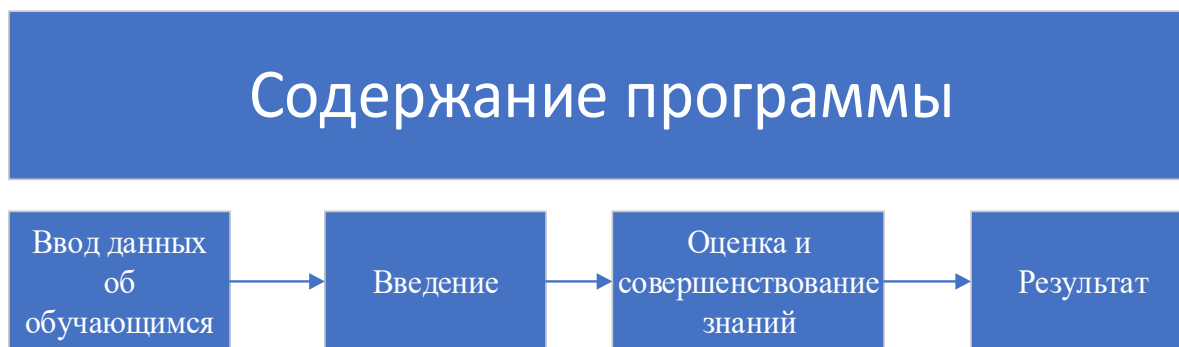 Содержание программы
Ввод данных
об
обучающимся
Введение
Оценка и
совершенствование
знаний
Результат